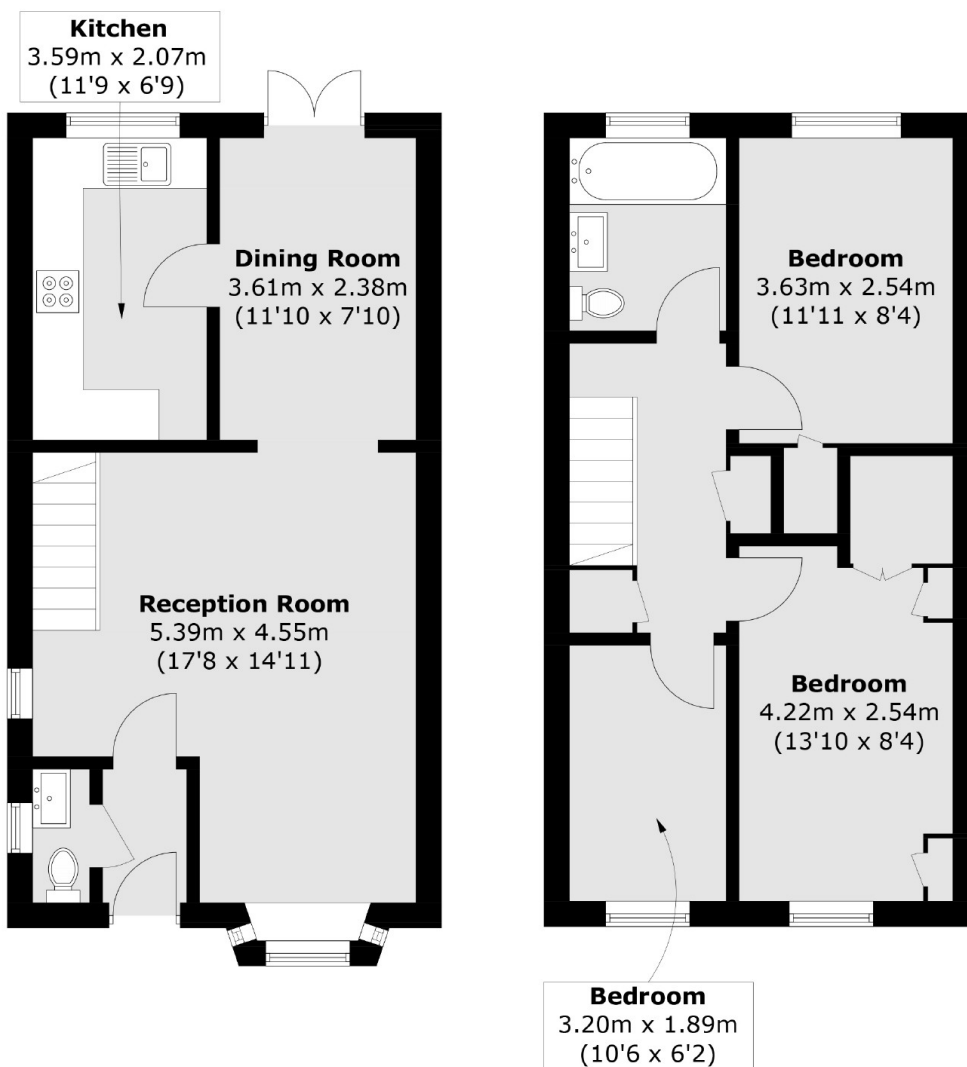 Kitchen
3.59m x 2.07m
(11'9 x 6'9)
Dining Room
3.61m x 2.38m
(11'10 x 7'10)
Reception Room
5.39m x 4.55m
(17'8 x 14'11)
Bedroom
3.63m x 2.54m
(11'11 x 8'4)
Bedroom
4.22m x 2.54m
(13'10 x 8'4)
Bedroom
3.20m x 1.89m
(10'6 x 6'2)